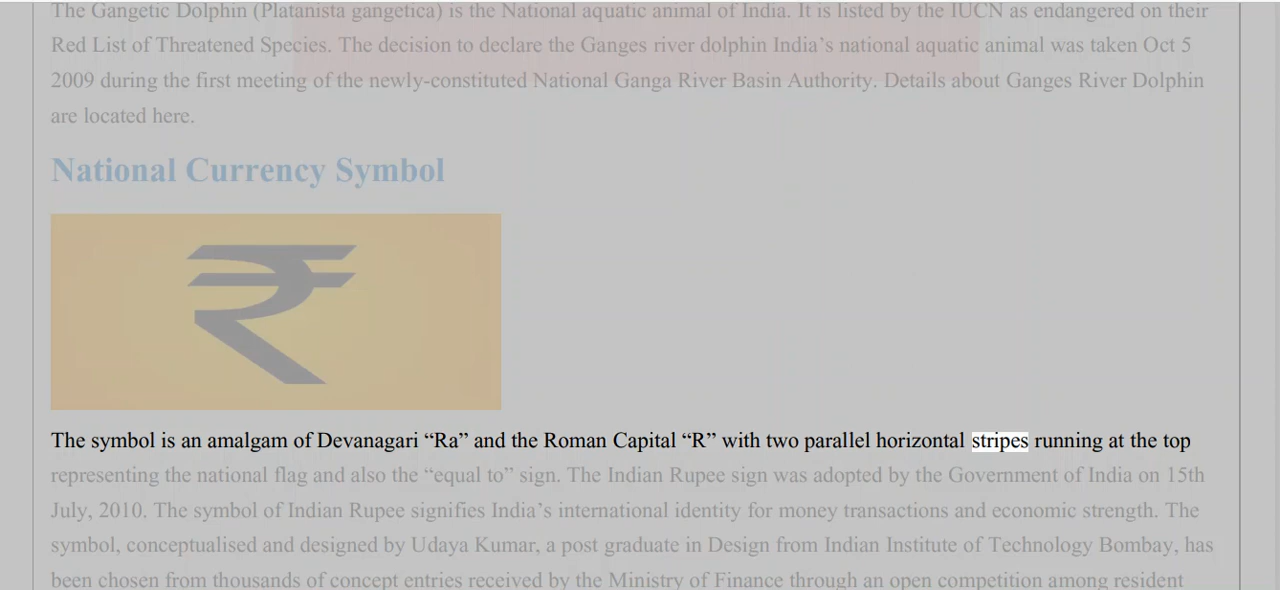 The Gangetic Dolphin (Platanista gangetica) is the National aquatic animal of India. It is listed by the IUCN as endangered on their
Red List of Threatened Species. The decision to declare the Ganges river dolphin India’s national aquatic animal was taken Oct 5
2009 during the first meeting of the newly-constituted National Ganga River Basin Authority. Details about Ganges River Dolphin
are located here.
National Currency Symbol
₹
The symbol is an amalgam of Devanagari “Ra” and the Roman Capital “R” with two parallel horizontal stripes running at the top
representing the national flag and also the “equal to” sign. The Indian Rupee sign was adopted by the Government of India on 15th
July, 2010. The symbol of Indian Rupee signifies India’s international identity for money transactions and economic strength. The
symbol, conceptualised and designed by Udaya Kumar, a post graduate in Design from Indian Institute of Technology Bombay, has
been chosen from thousands of concept entries received by the Ministry of Finance through an open competition among resident